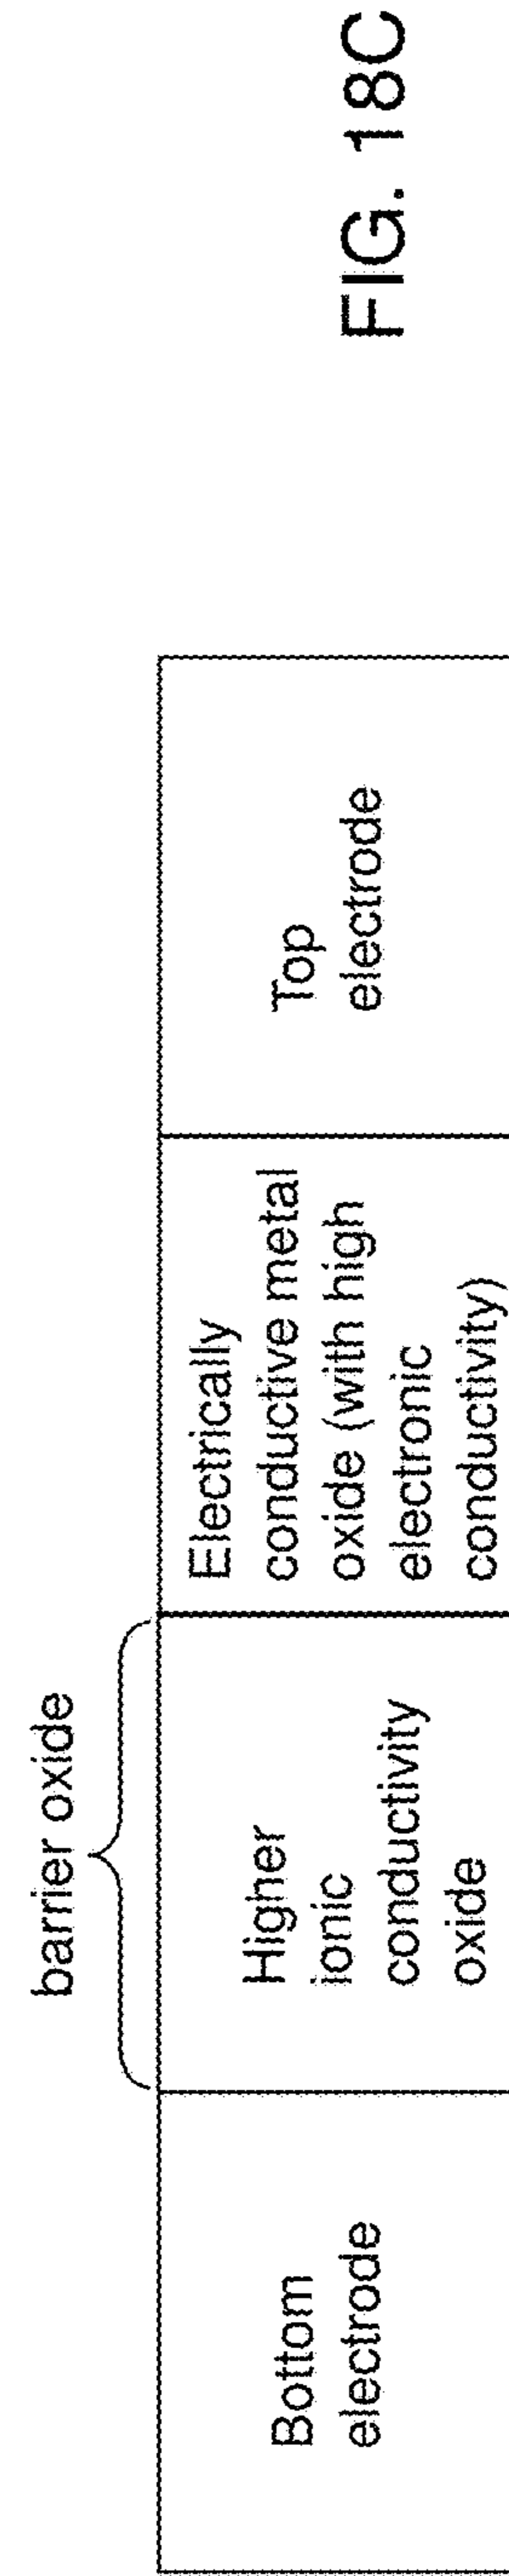 barrier oxide
Bottom
electrode
Higher
ionic
conductivity
oxide
Electrically
conductive metal
oxide (with high
electronic
conductivity)
Top
electrode
FIG. 18C